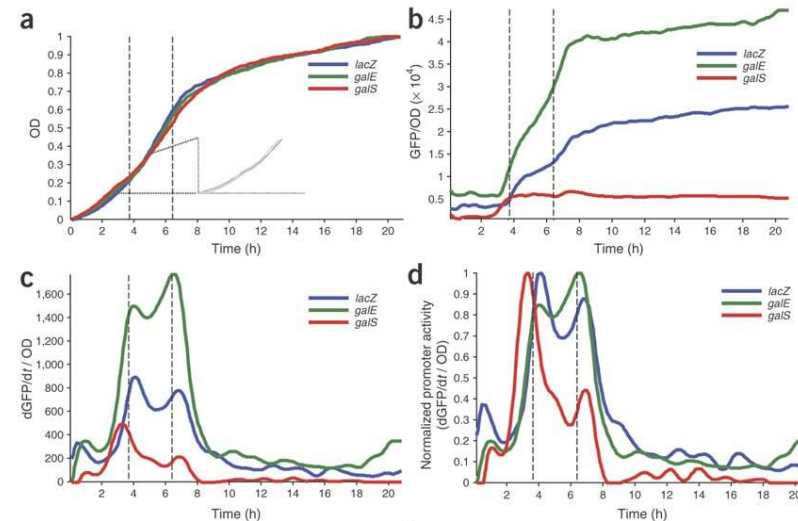 a
OD
1
0.9
0.8
0.7
0.6
0.5
0.4
0.3
0.2
0.1
0
0 2 4 6 8 10 12 14 16 18 20
Time (h)
lacZ
galE
galS
b
GFP/OD (× 10⁴)
4.5
4
3.5
3
2.5
2
1.5
1
0.5
2 4 6 8 10 12 14 16 18 20
Time (h)
lacZ
galE
galS
c
dGFP/dt / OD
1,600
1,400
1,200
1,000
800
600
400
200
0
0 2 4 6 8 10 12 14 16 18 20
Time (h)
lacZ
galE
galS
d
Normalized promoter activity
(dGFP/dt / OD)
1
0.9
0.8
0.7
0.6
0.5
0.4
0.3
0.2
0.1
0
0 2 4 6 8 10 12 14 16 18 20
Time (h)
lacZ
galE
galS